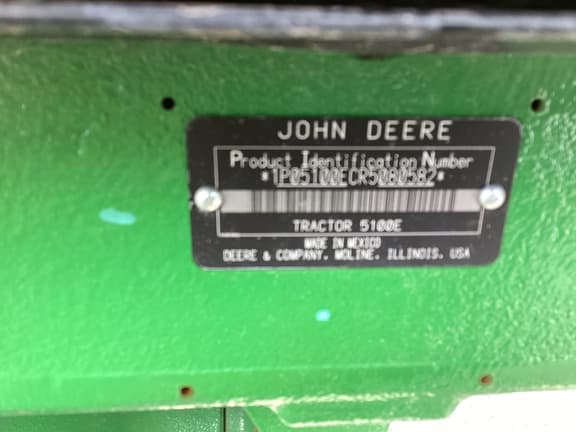 JOHN DEERE
Product Identification Number
*1P05100ECR5080582*
TRACTOR 5100E
MADE IN MEXICO
DEERE & COMPANY, MOLINE, ILLINOIS, USA